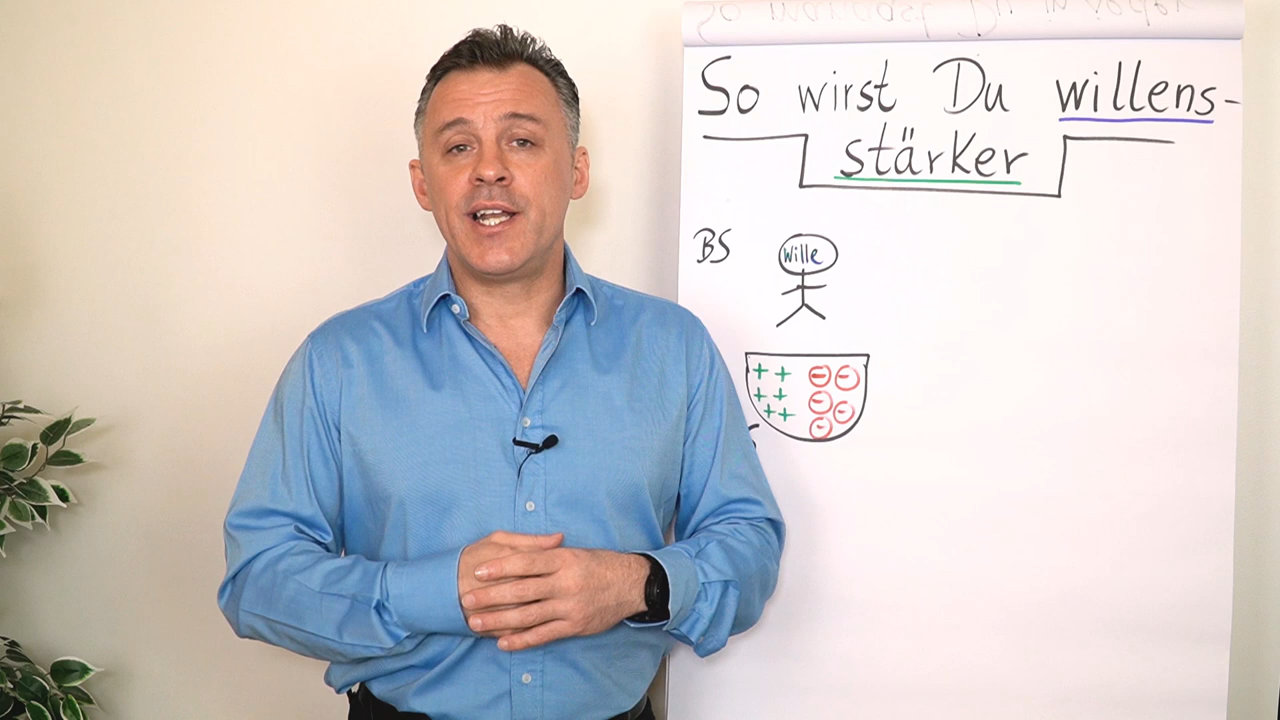 So wirst Du willens-
stärker
BS
Wille
+ +
+ +
+ +
- -
-
-
-